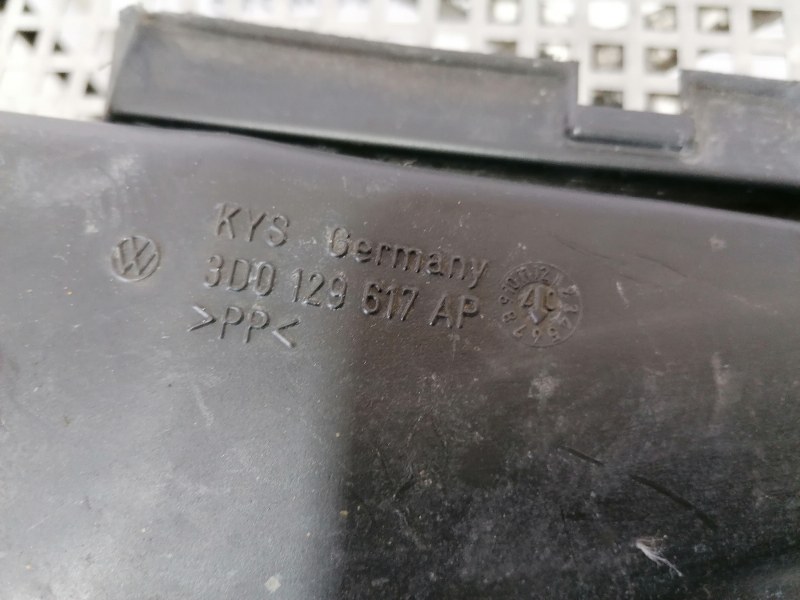 KYS Germany
3D0 129 617 AP
>PP<